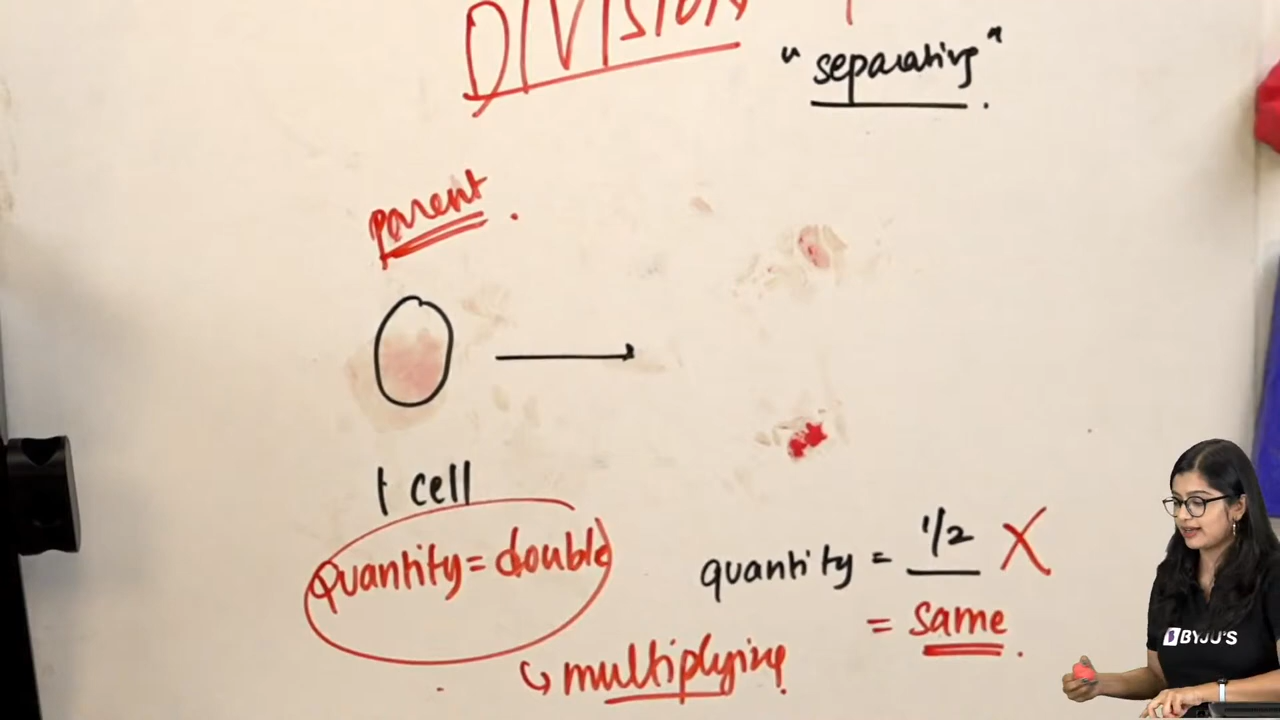 DIVISION
"separating".
parent.
1 cell
Quantity = double
quantity = 1/2 X
= same.
↳ multiplying.
BYJU'S